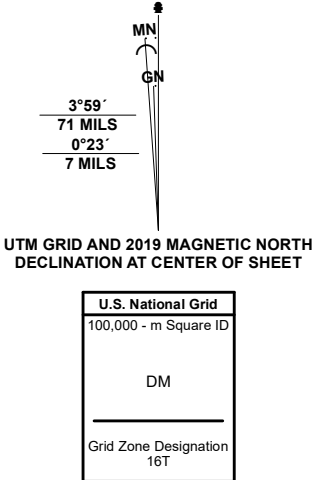 MN
GN
3°59´
71 MILS
0°23´
7 MILS
UTM GRID AND 2019 MAGNETIC NORTH
DECLINATION AT CENTER OF SHEET
U.S. National Grid
100,000 - m Square ID
DM
Grid Zone Designation
16T